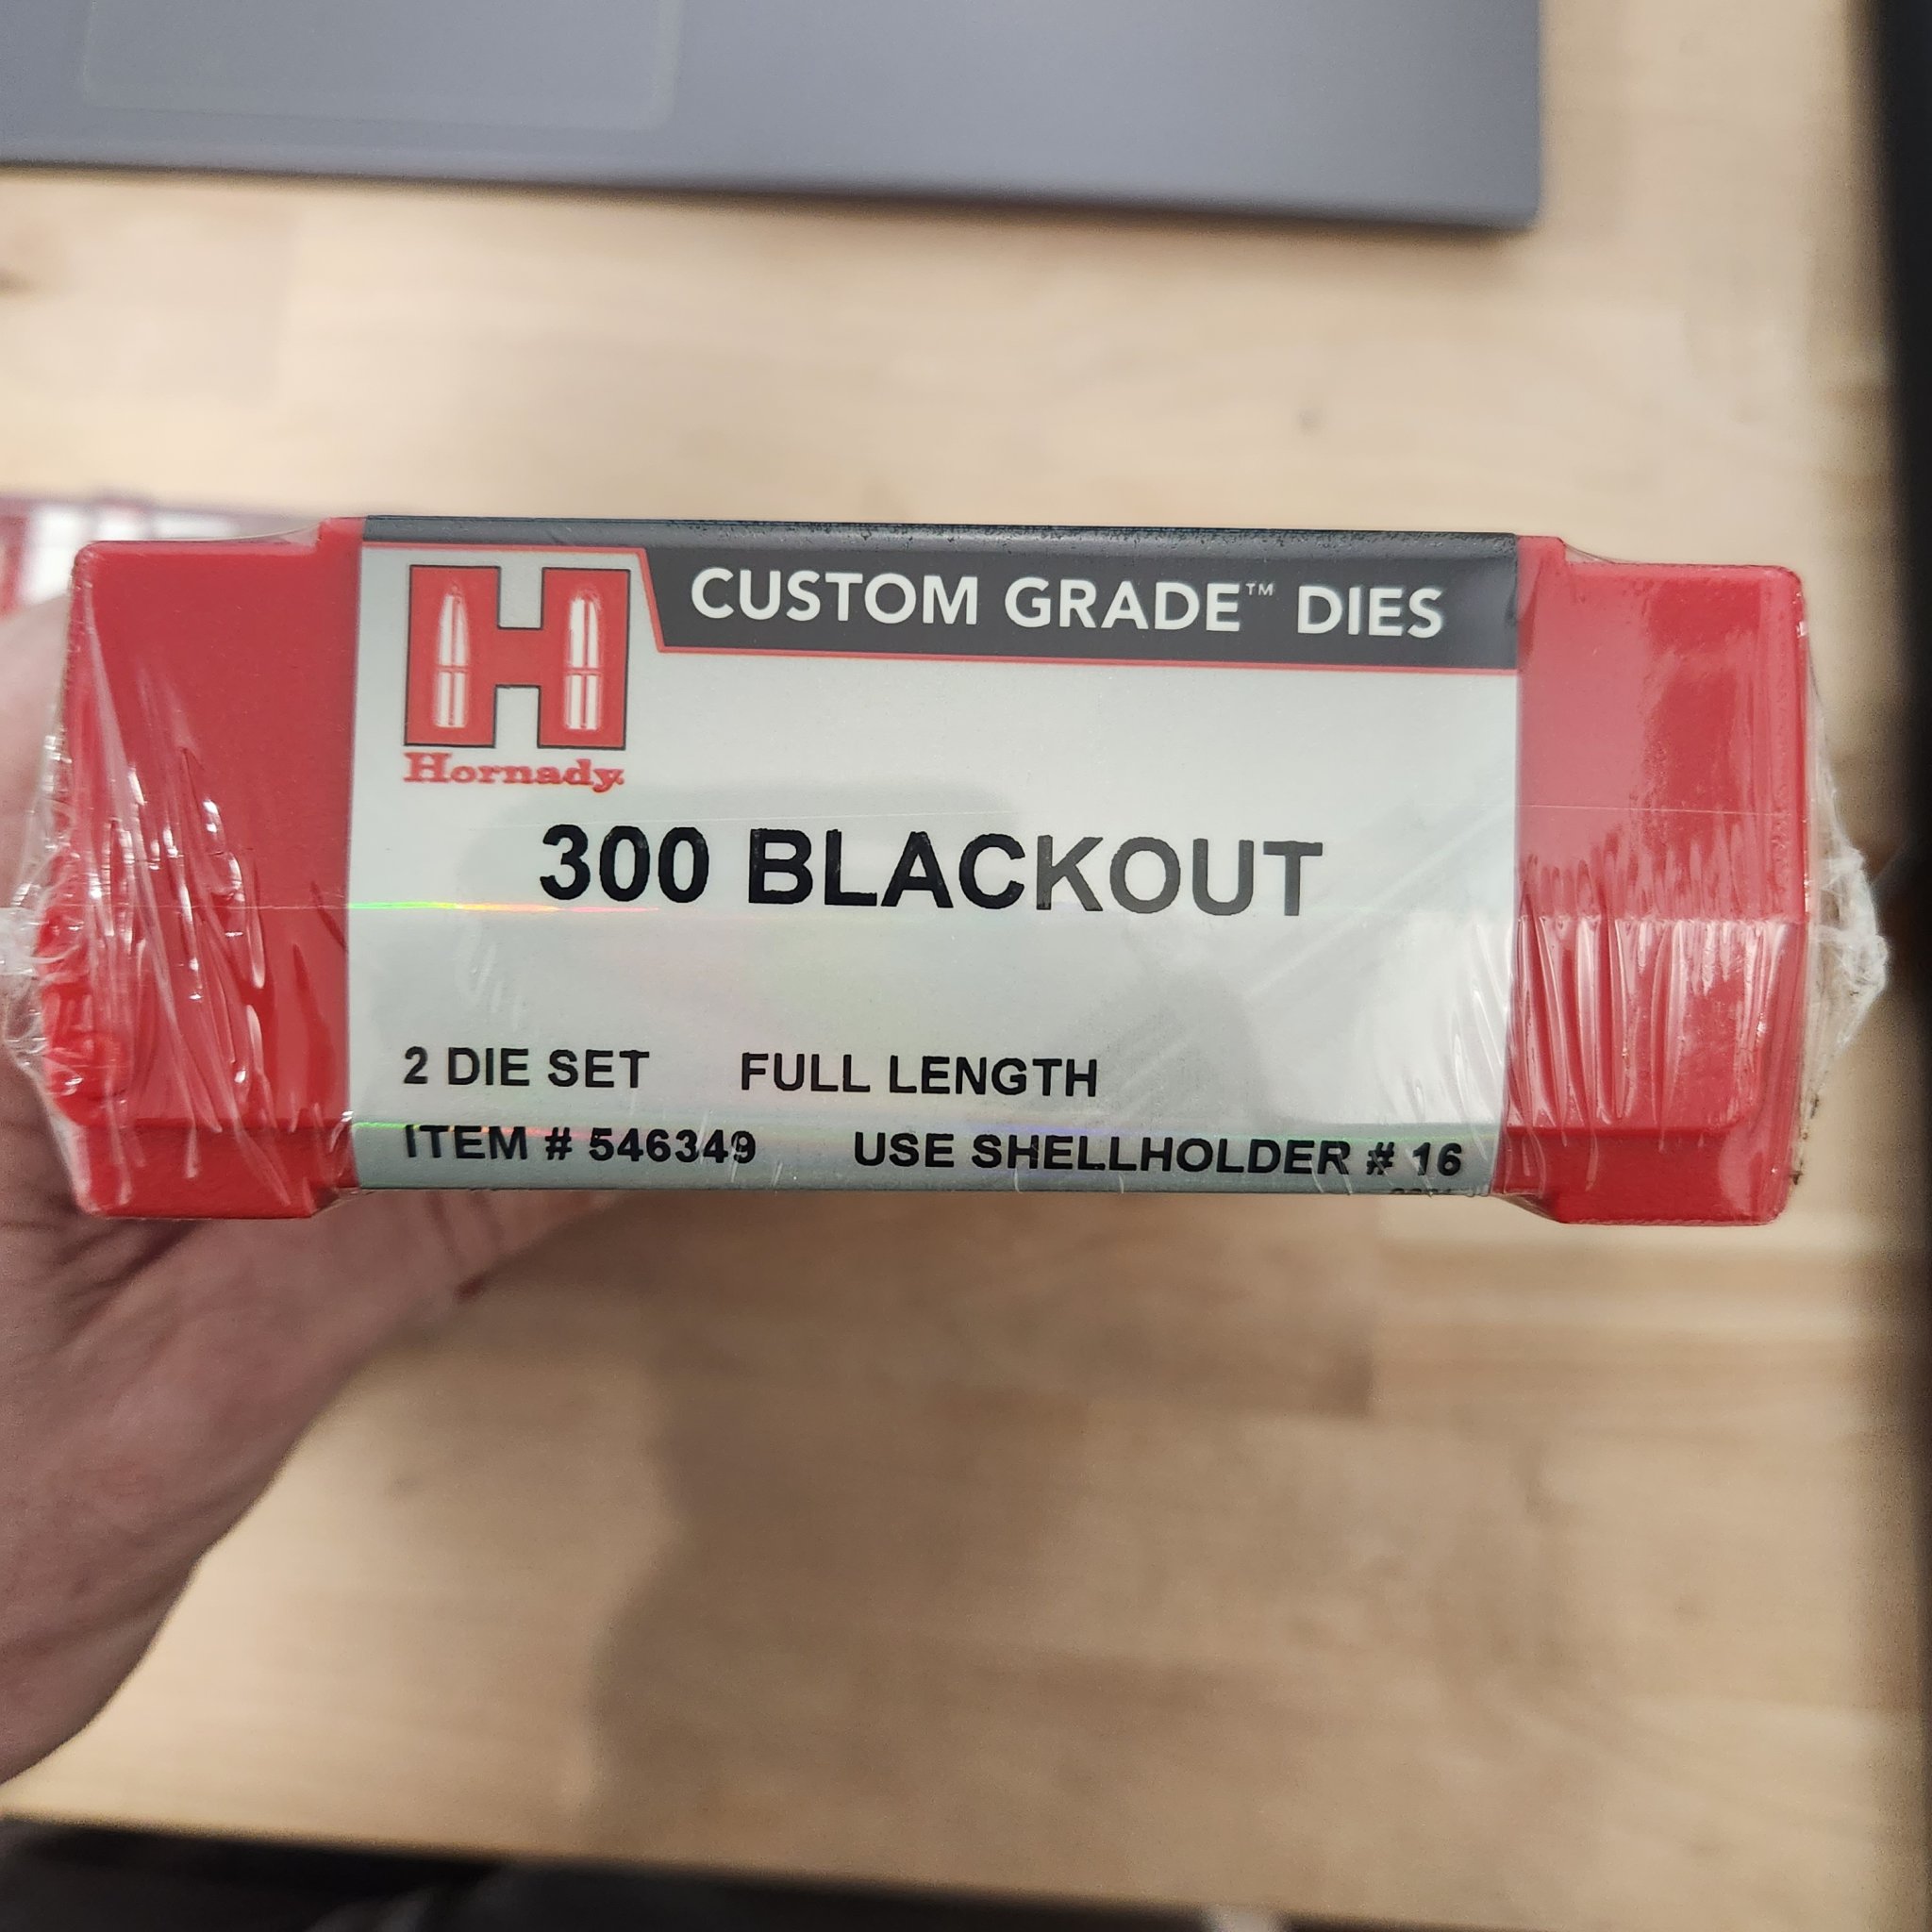 CUSTOM GRADE™ DIES
Hornady
300 BLACKOUT
2 DIE SET FULL LENGTH
ITEM # 546349 USE SHELLHOLDER # 16